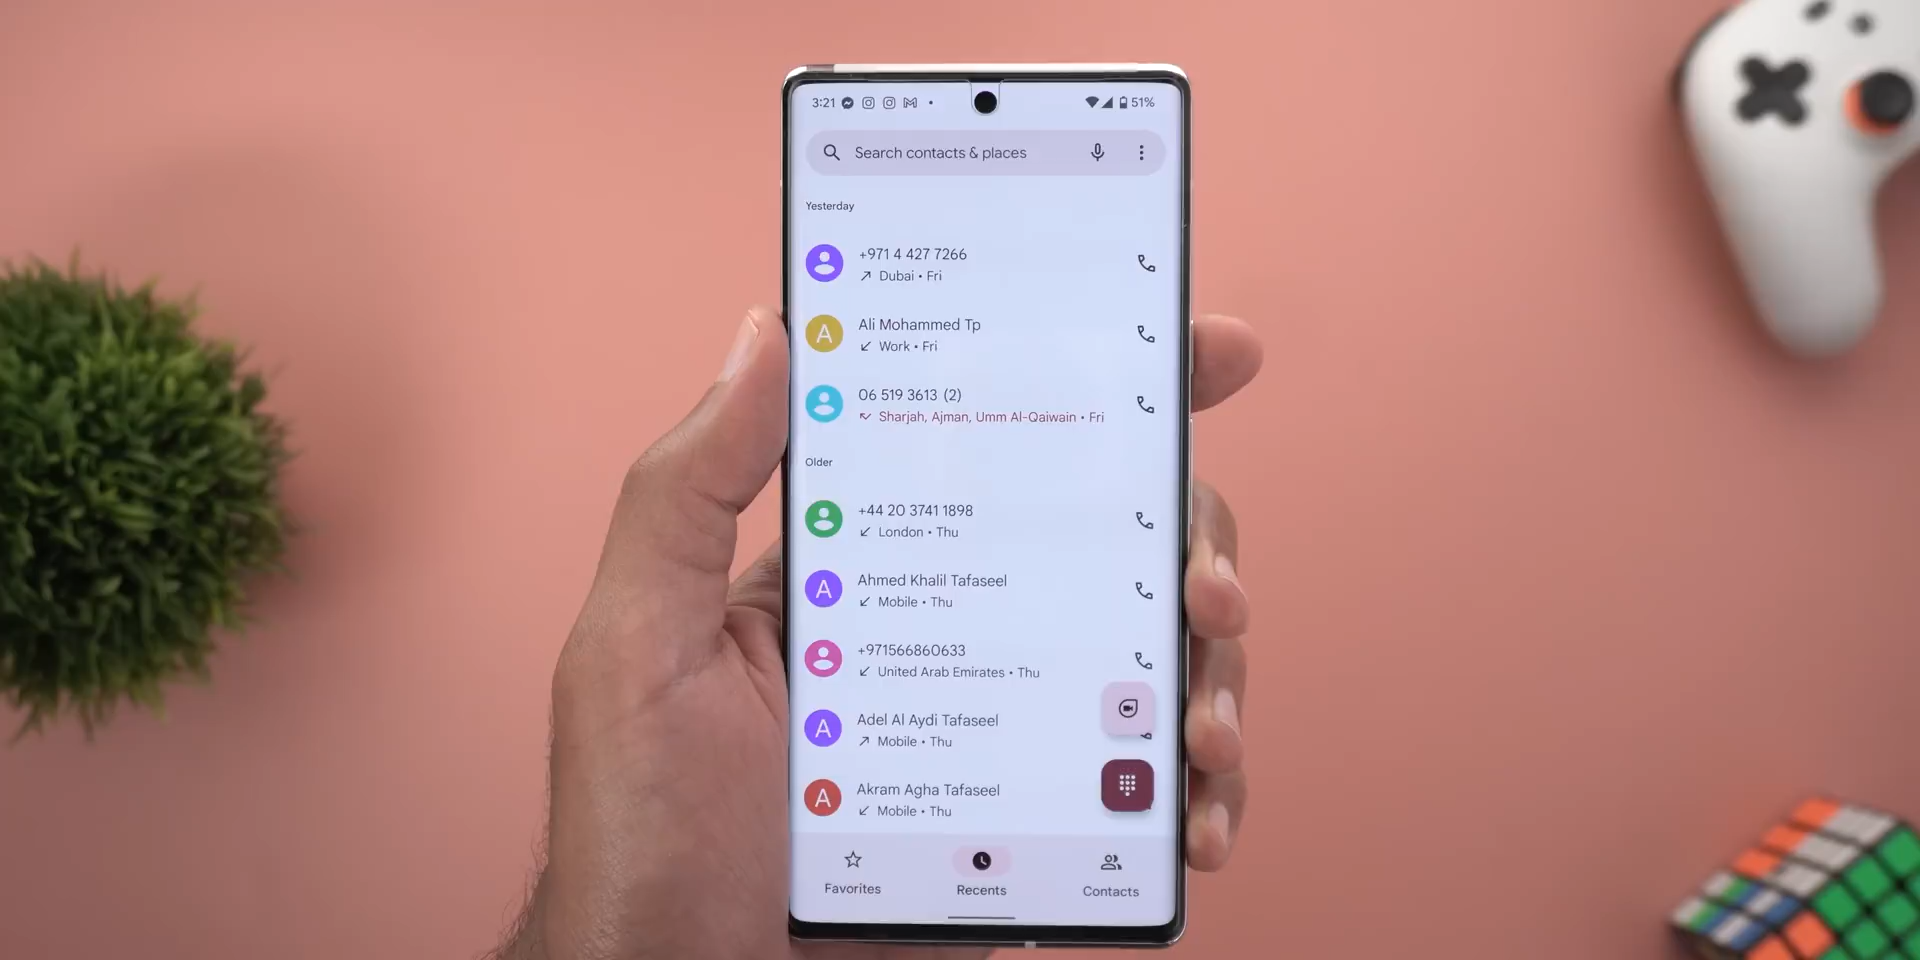 3:21 51%
Search contacts & places
Yesterday
+971 4 427 7266
Dubai • Fri
Ali Mohammed Tp
A
Work • Fri
06 519 3613 (2)
Sharjah, Ajman, Umm Al-Qaiwain • Fri
Older
+44 20 3741 1898
London • Thu
Ahmed Khalil Tafaseel
A
Mobile • Thu
+971566860633
United Arab Emirates • Thu
Adel Al Aydi Tafaseel
A
Mobile • Thu
Akram Agha Tafaseel
A
Mobile • Thu
Favorites Recents Contacts